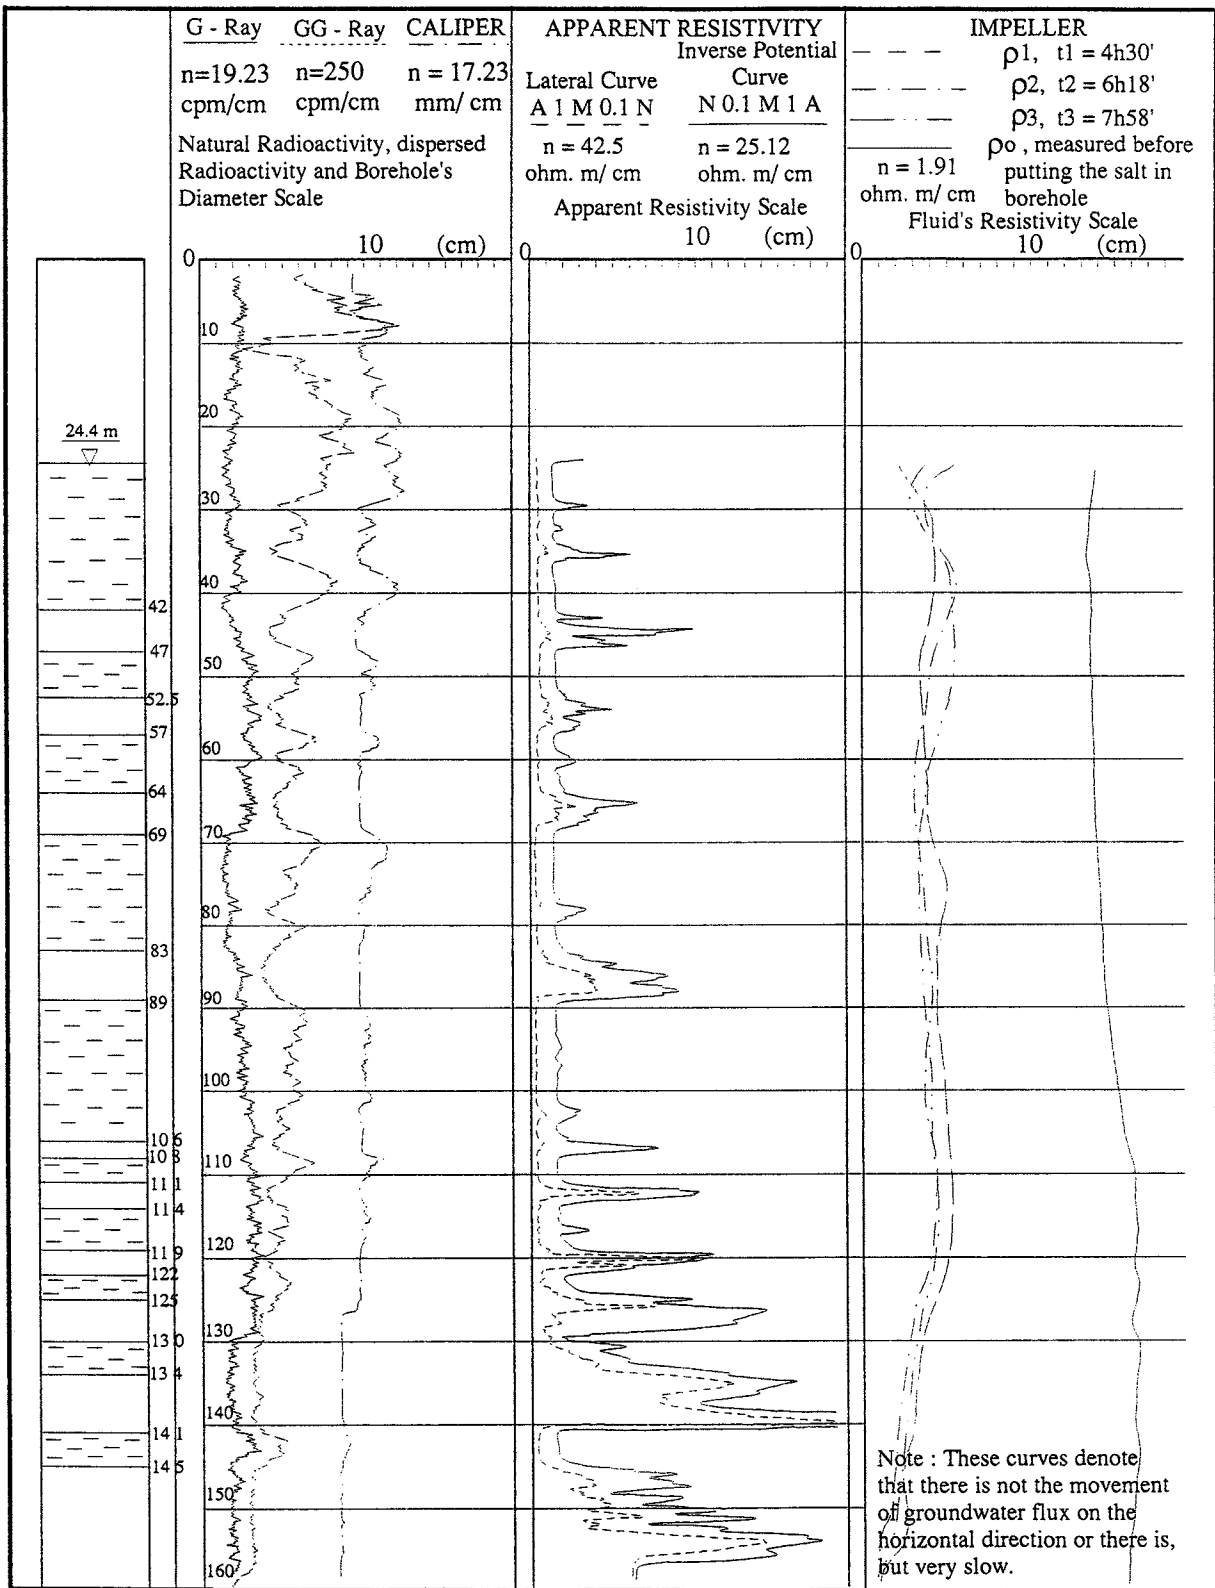 G - Ray GG - Ray CALIPER
n=19.23 n=250 n = 17.23
cpm/cm cpm/cm mm/ cm
Natural Radioactivity, dispersed
Radioactivity and Borehole's
Diameter Scale
10 (cm)
0
APPARENT RESISTIVITY
Inverse Potential
Lateral Curve Curve
A 1 M 0.1 N N 0.1 M 1 A
n = 42.5 n = 25.12
ohm. m/ cm ohm. m/ cm
Apparent Resistivity Scale
10 (cm)
0
IMPELLER
ρ1, t1 = 4h30'
ρ2, t2 = 6h18'
ρ3, t3 = 7h58'
ρo , measured before
n = 1.91 putting the salt in
ohm. m/ cm borehole
Fluid's Resistivity Scale
10 (cm)
0
24.4 m
42
47
52.5
57
64
69
83
89
106
108
111
114
119
122
125
130
134
141
145
10
20
30
40
50
60
70
80
90
100
110
120
130
140
150
160
Note : These curves denote
that there is not the movement
of groundwater flux on the
horizontal direction or there is,
but very slow.